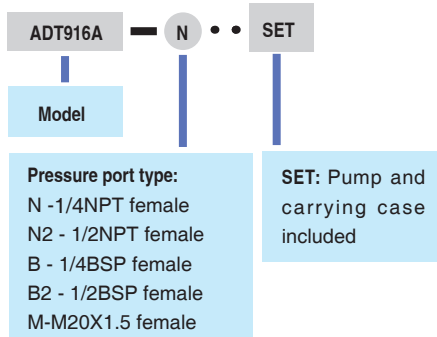 ADT916A — N • • SET
Model
Pressure port type:
N -1/4NPT female
N2 - 1/2NPT female
B - 1/4BSP female
B2 - 1/2BSP female
M-M20X1.5 female
SET: Pump and
carrying case
included